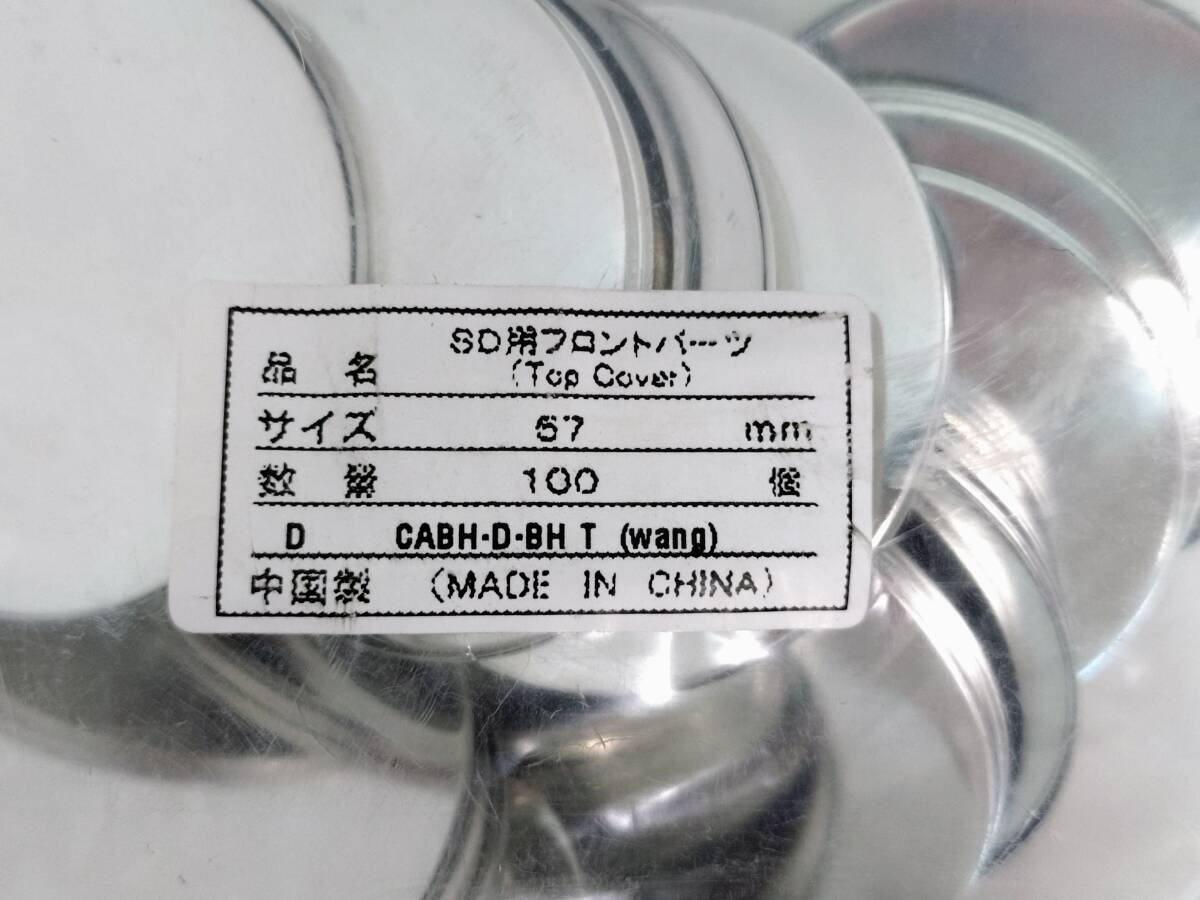 品 名 SD用フロントパーツ
(Top Cover)
サイズ 57 mm
数 量 100 個
D CABH-D-BH T (wang)
中国製 (MADE IN CHINA)